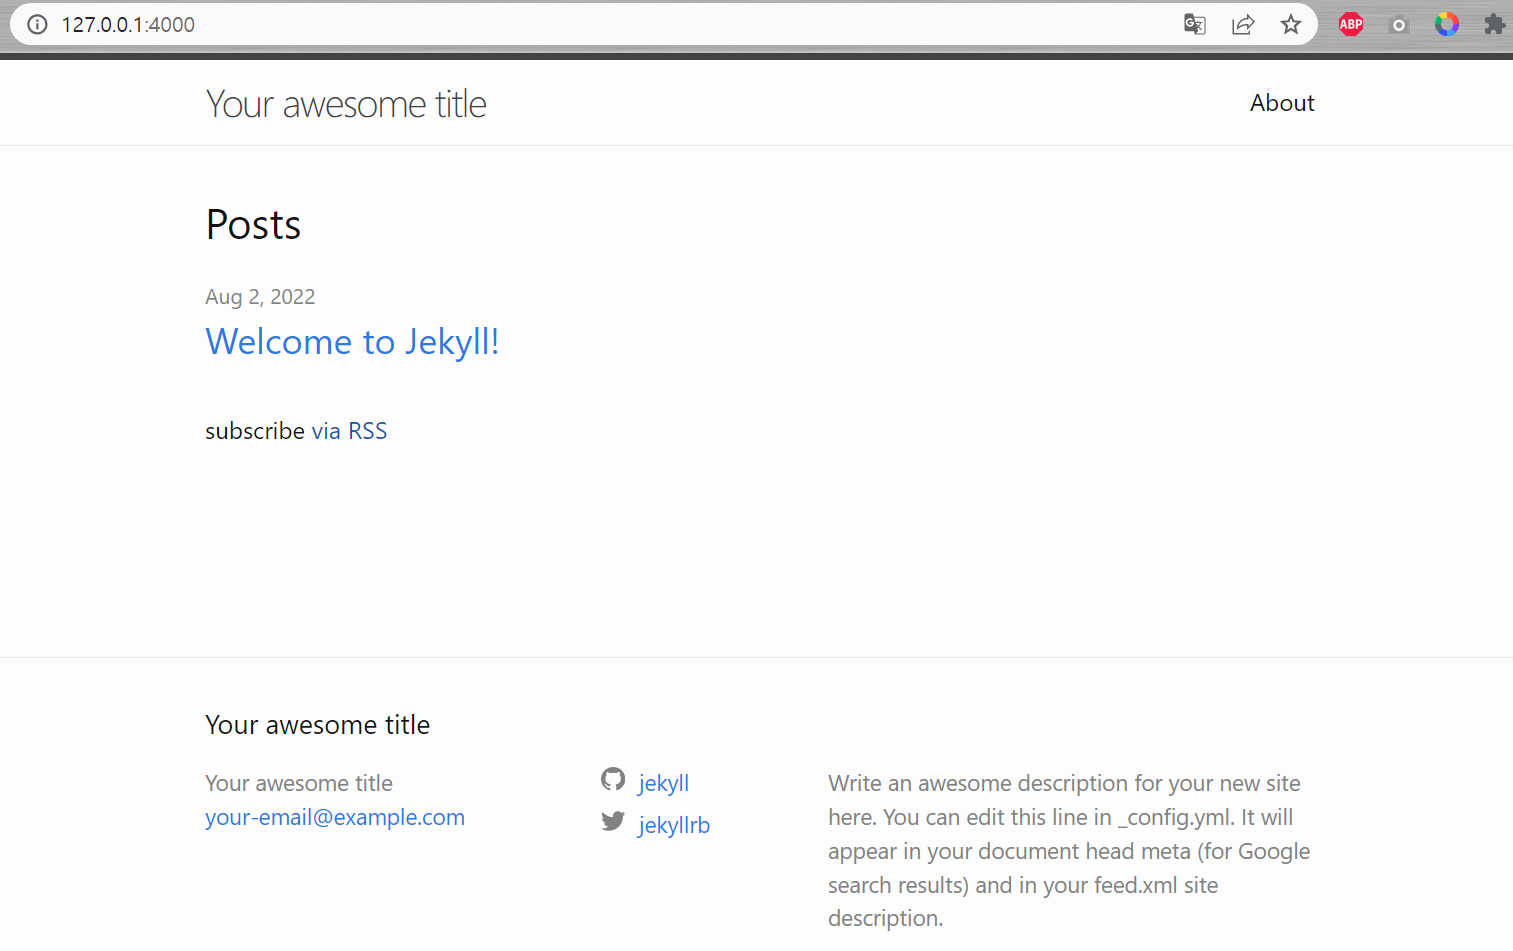 127.0.0.1:4000
ABP
Your awesome title
About
Posts
Aug 2, 2022
Welcome to Jekyll!
subscribe via RSS
Your awesome title
Your awesome title
your-email@example.com
jekyll
jekyllrb
Write an awesome description for your new site
here. You can edit this line in _config.yml. It will
appear in your document head meta (for Google
search results) and in your feed.xml site
description.